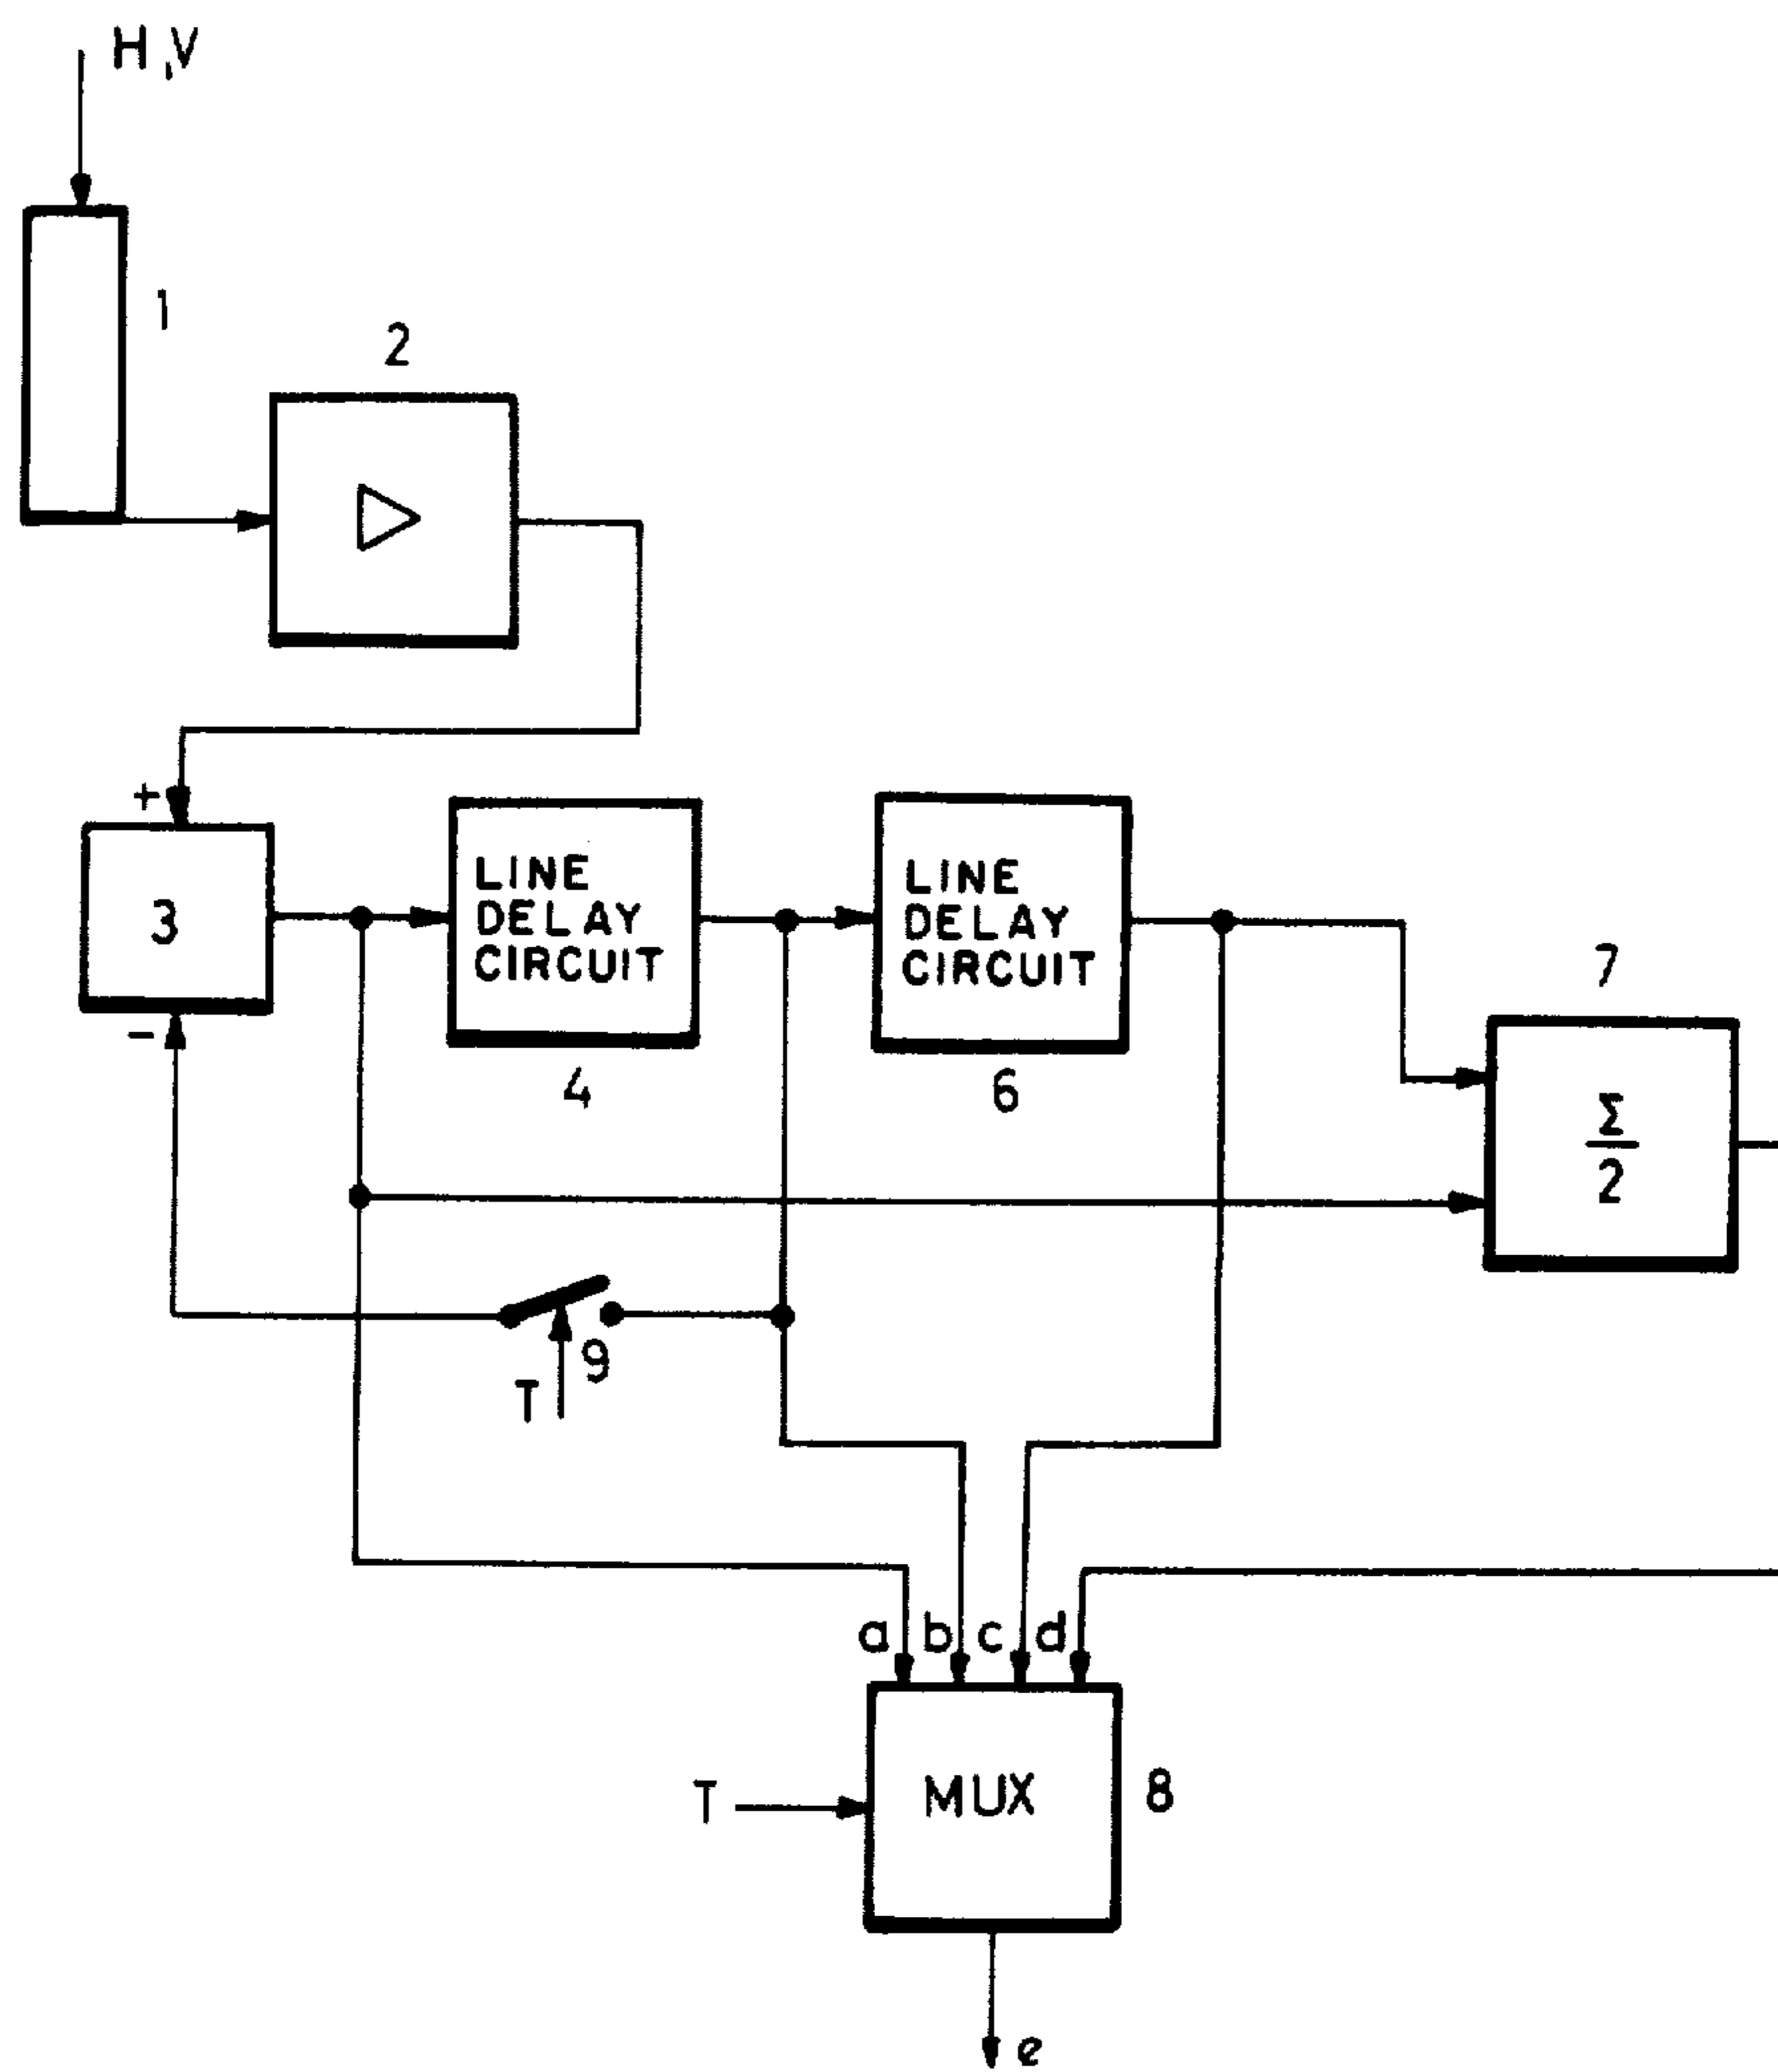 H,V
1
2
+
3
-
LINE
DELAY
CIRCUIT
4
LINE
DELAY
CIRCUIT
6
7
Σ
2
9
T
a b c d
T
MUX
8
e